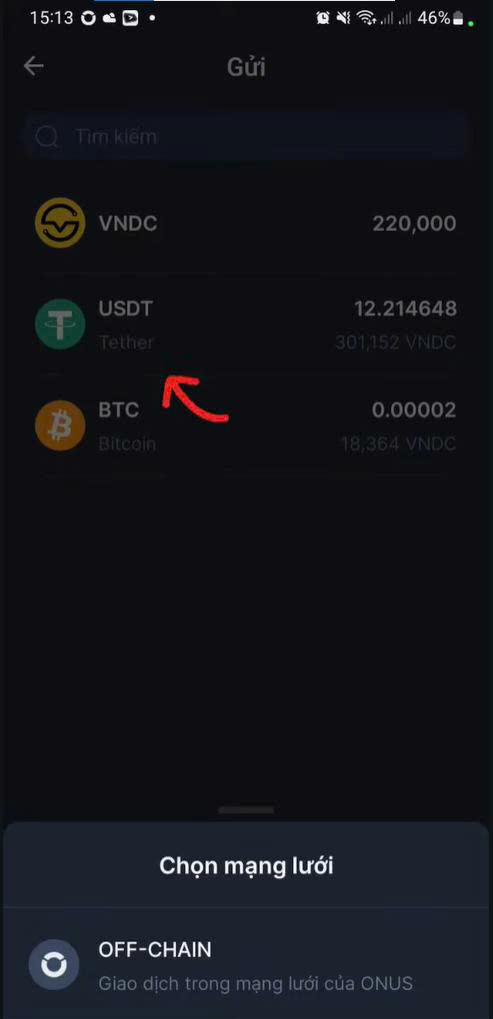 15:13 46%
Gửi
Tìm kiếm
VNDC 220,000
USDT 12.214648
Tether 301,152 VNDC
BTC 0.00002
Bitcoin 18,364 VNDC
Chọn mạng lưới
OFF-CHAIN
Giao dịch trong mạng lưới của ONUS